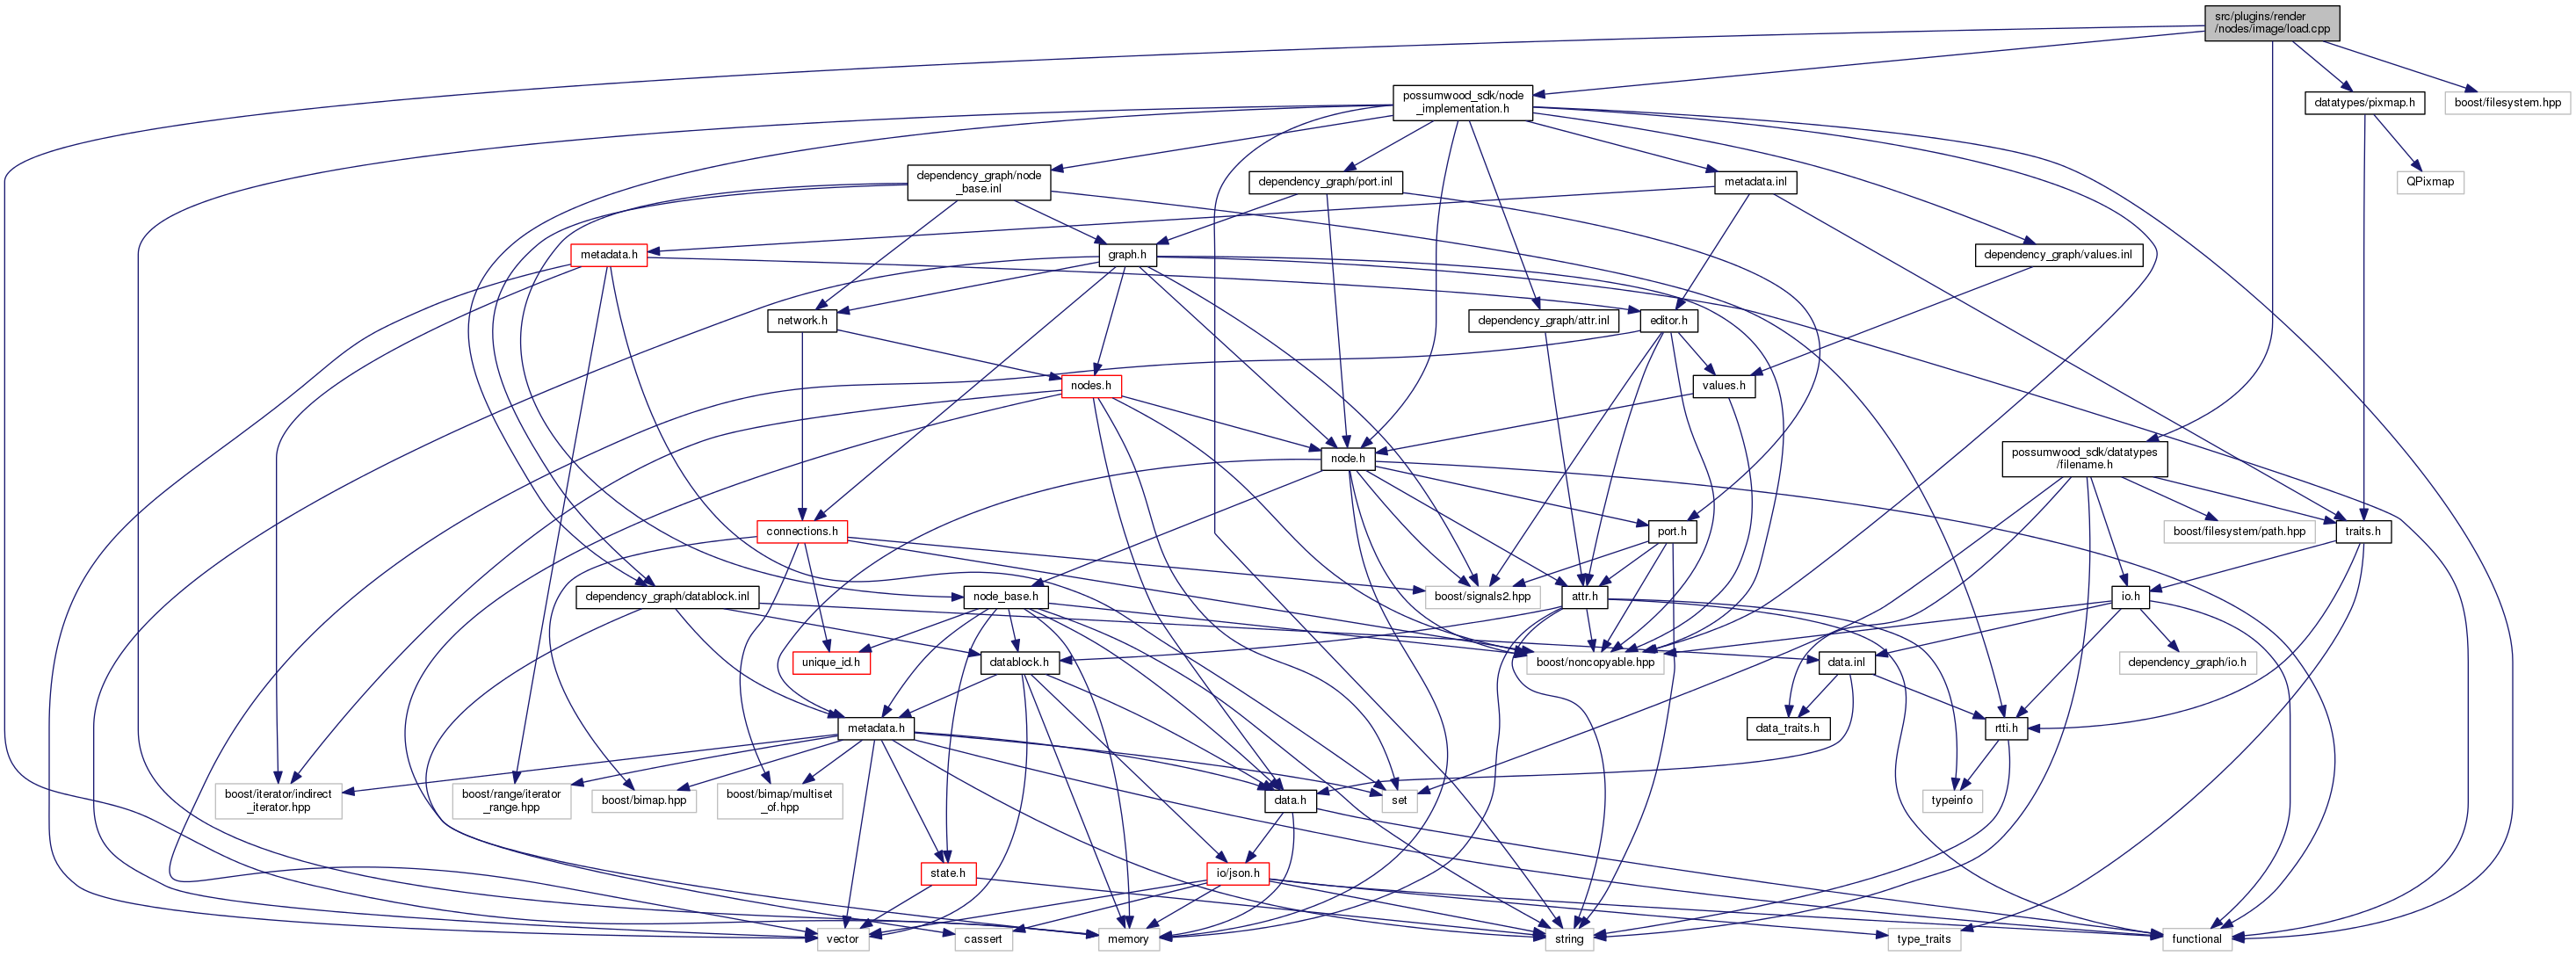 src/plugins/render
/nodes/image/load.cpp
possumwood_sdk/node
_implementation.h
datatypes/pixmap.h
boost/filesystem.hpp
dependency_graph/node
_base.inl
dependency_graph/port.inl
metadata.inl
QPixmap
metadata.h
graph.h
dependency_graph/values.inl
network.h
dependency_graph/attr.inl
editor.h
nodes.h
values.h
node.h
possumwood_sdk/datatypes
/filename.h
connections.h
port.h
boost/filesystem/path.hpp
traits.h
dependency_graph/datablock.inl
node_base.h
boost/signals2.hpp
attr.h
io.h
unique_id.h
datablock.h
boost/noncopyable.hpp
data.inl
dependency_graph/io.h
metadata.h
data_traits.h
rtti.h
boost/iterator/indirect
_iterator.hpp
boost/range/iterator
_range.hpp
boost/bimap.hpp
boost/bimap/multiset
_of.hpp
data.h
set
typeinfo
state.h
io/json.h
vector
cassert
memory
string
type_traits
functional